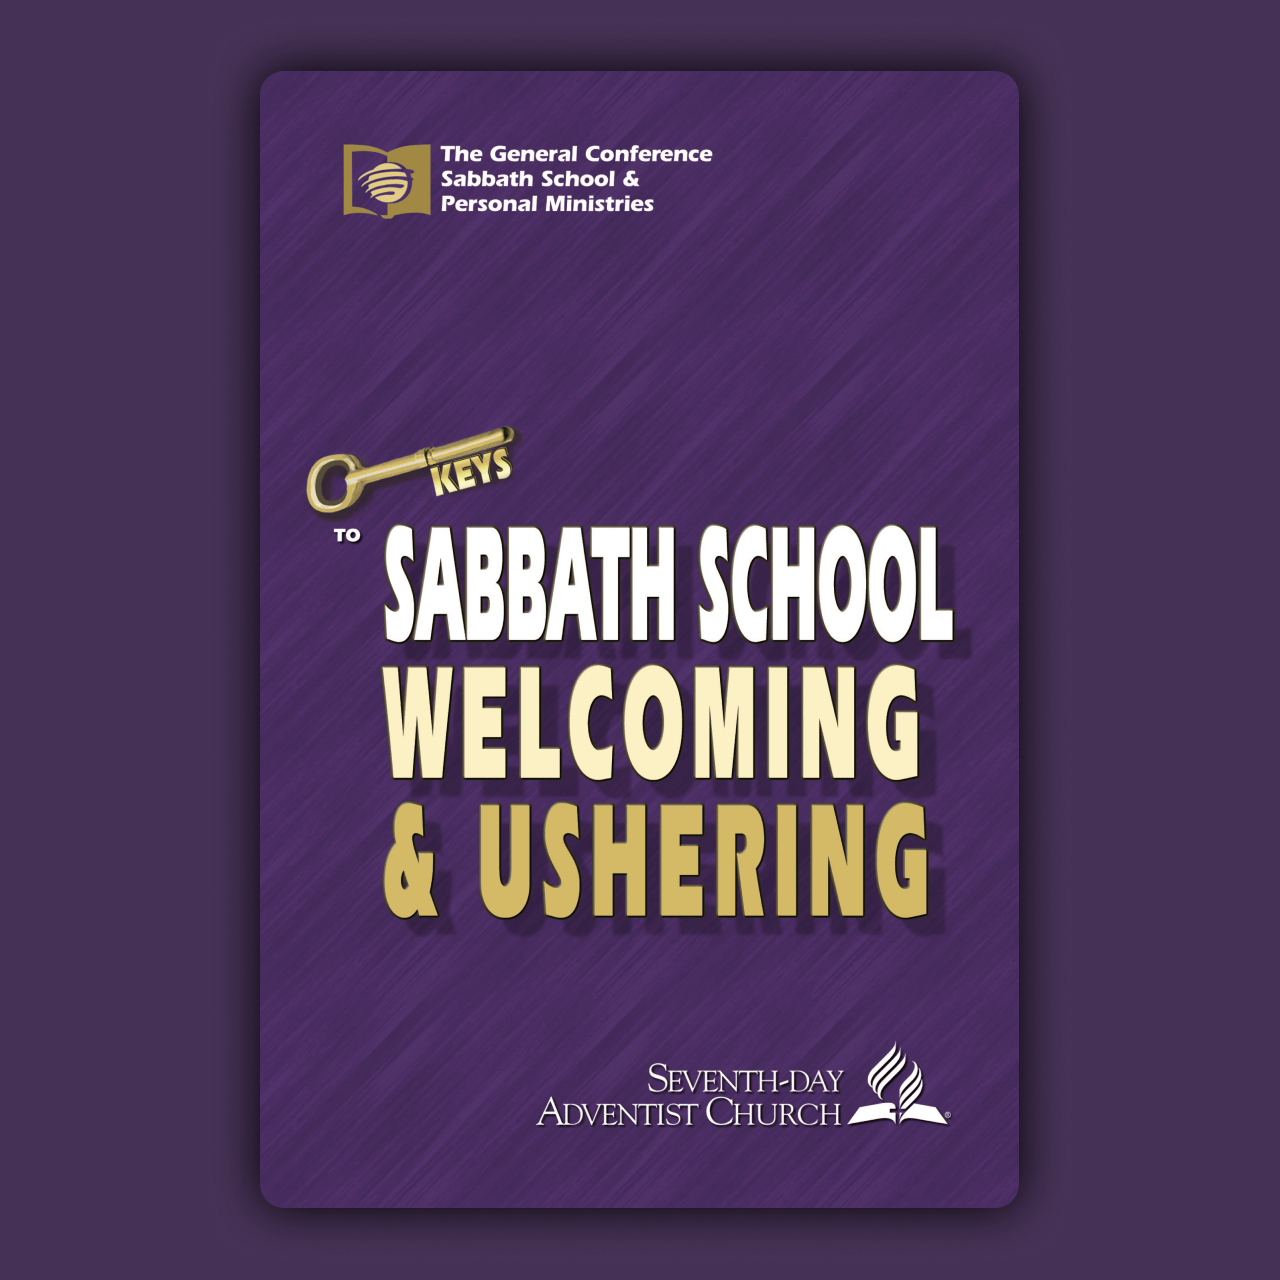 The General Conference
Sabbath School &
Personal Ministries
KEYS
TO
SABBATH SCHOOL
WELCOMING
& USHERING
SEVENTH-DAY
ADVENTIST CHURCH
®